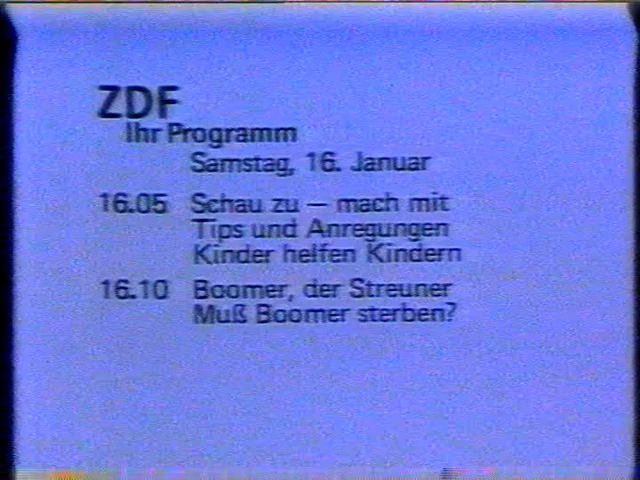 ZDF
Ihr Programm
Samstag, 16. Januar
16.05 Schau zu – mach mit
Tips und Anregungen
Kinder helfen Kindern
16.10 Boomer, der Streuner
Muß Boomer sterben?